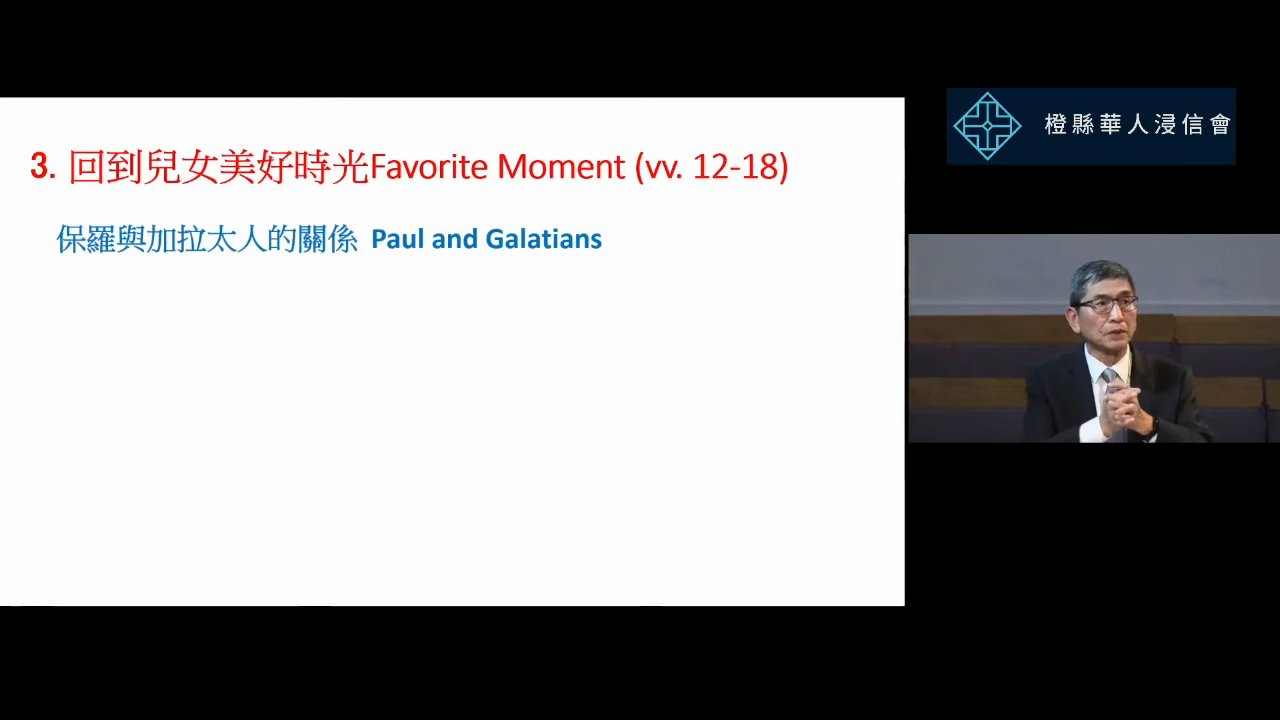 3. 回到兒女美好時光Favorite Moment (vv. 12-18)
保羅與加拉太人的關係 Paul and Galatians
橙縣華人浸信會